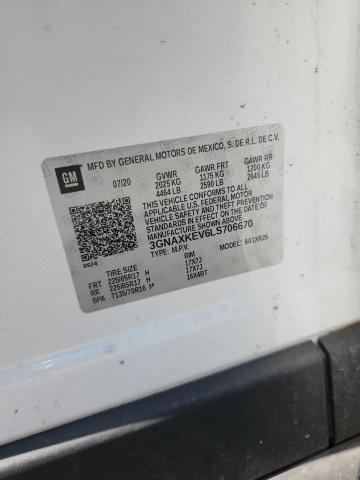 GM
MFD BY GENERAL MOTORS DE MEXICO, S. DE R.L. DE C.V.
07/20 GVWR GAWR FRT GAWR RR
2025 KG 1175 KG 1200 KG
4464 LB 2590 LB 2645 LB
THIS VEHICLE CONFORMS TO ALL
APPLICABLE U.S. FEDERAL MOTOR
VEHICLE SAFETY AND
IN EFFECT ON THE DATE OF
MANUFACTURE SHOWN ABOVE.
3GNAXKEV6LS706670
TYPE: M.P.V. MODEL: 601XR26
8624
TIRE SIZE RIM
FRT 225/65R17 H 17X7J
RR 225/65R17 H 17X7J
SPA T135/70R16 M 16X4BT